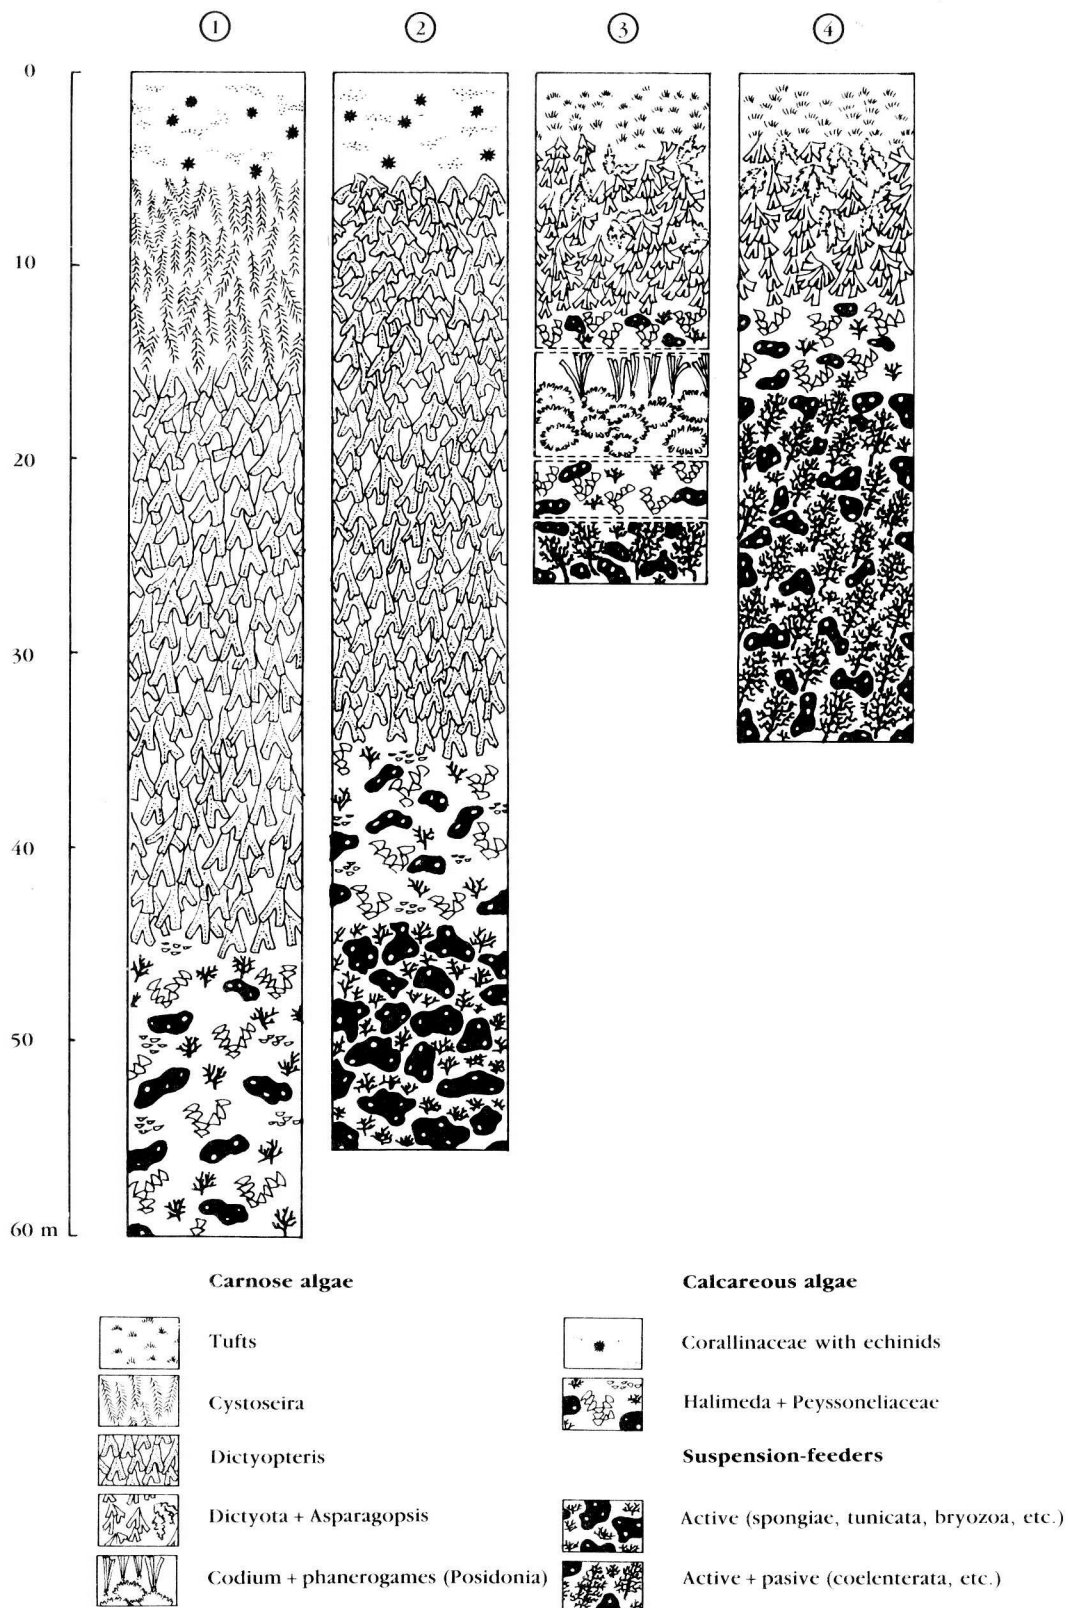 1 2 3 4
0
10
20
30
40
50
60 m
Carnose algae
Tufts
Cystoseira
Dictyopteris
Dictyota + Asparagopsis
Codium + phanerogames (Posidonia)
Calcareous algae
Corallinaceae with echinids
Halimeda + Peyssoneliaceae
Suspension-feeders
Active (spongiae, tunicata, bryozoa, etc.)
Active + pasive (coelenterata, etc.)